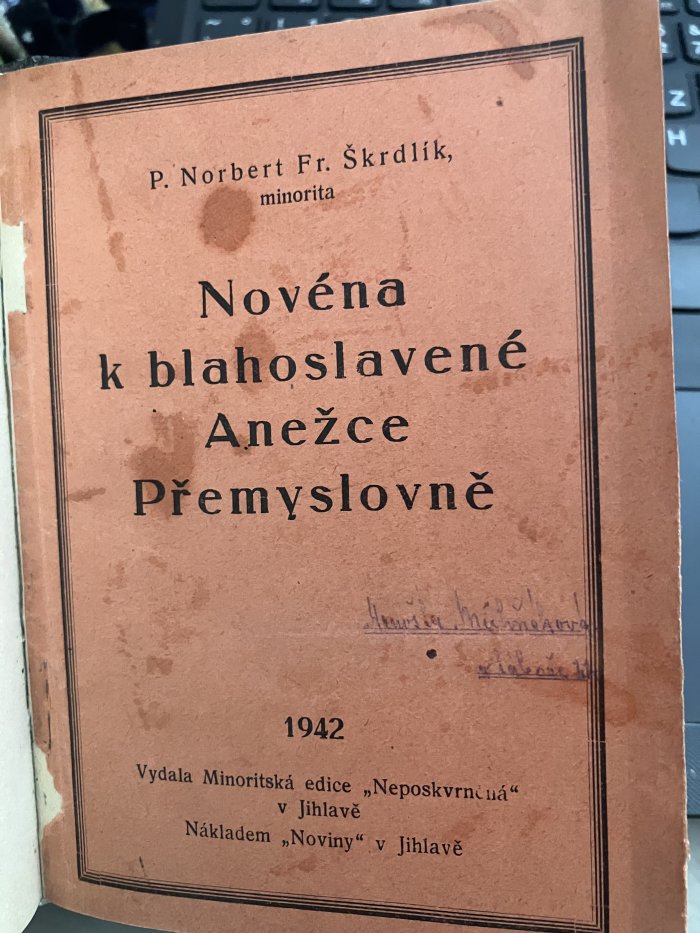 P. Norbert Fr. Škrdlík,
minorita
Novéna
k blahoslavené
Anežce
Přemyslovně
1942
Vydala Minoritská edice „Neposkvrněná“
v Jihlavě
Nákladem „Noviny“ v Jihlavě
Z
H